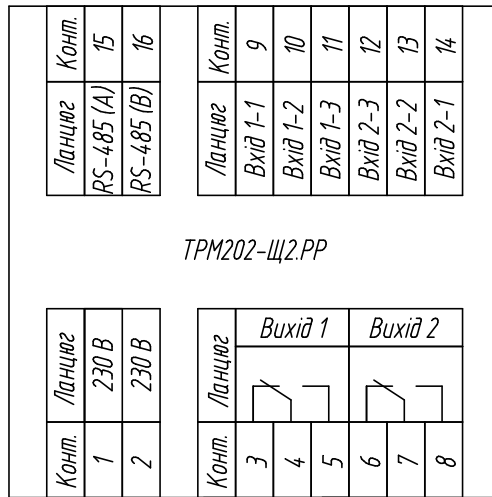 Конт. 15 16
Ланцюг RS-485 (A) RS-485 (B)
Конт. 9 10 11 12 13 14
Ланцюг Вхід 1-1 Вхід 1-2 Вхід 1-3 Вхід 2-3 Вхід 2-2 Вхід 2-1
ТРМ202-Щ2.РР
Ланцюг 230 В 230 В
Конт. 1 2
Ланцюг Вихід 1 Вихід 2
Конт. 3 4 5 6 7 8